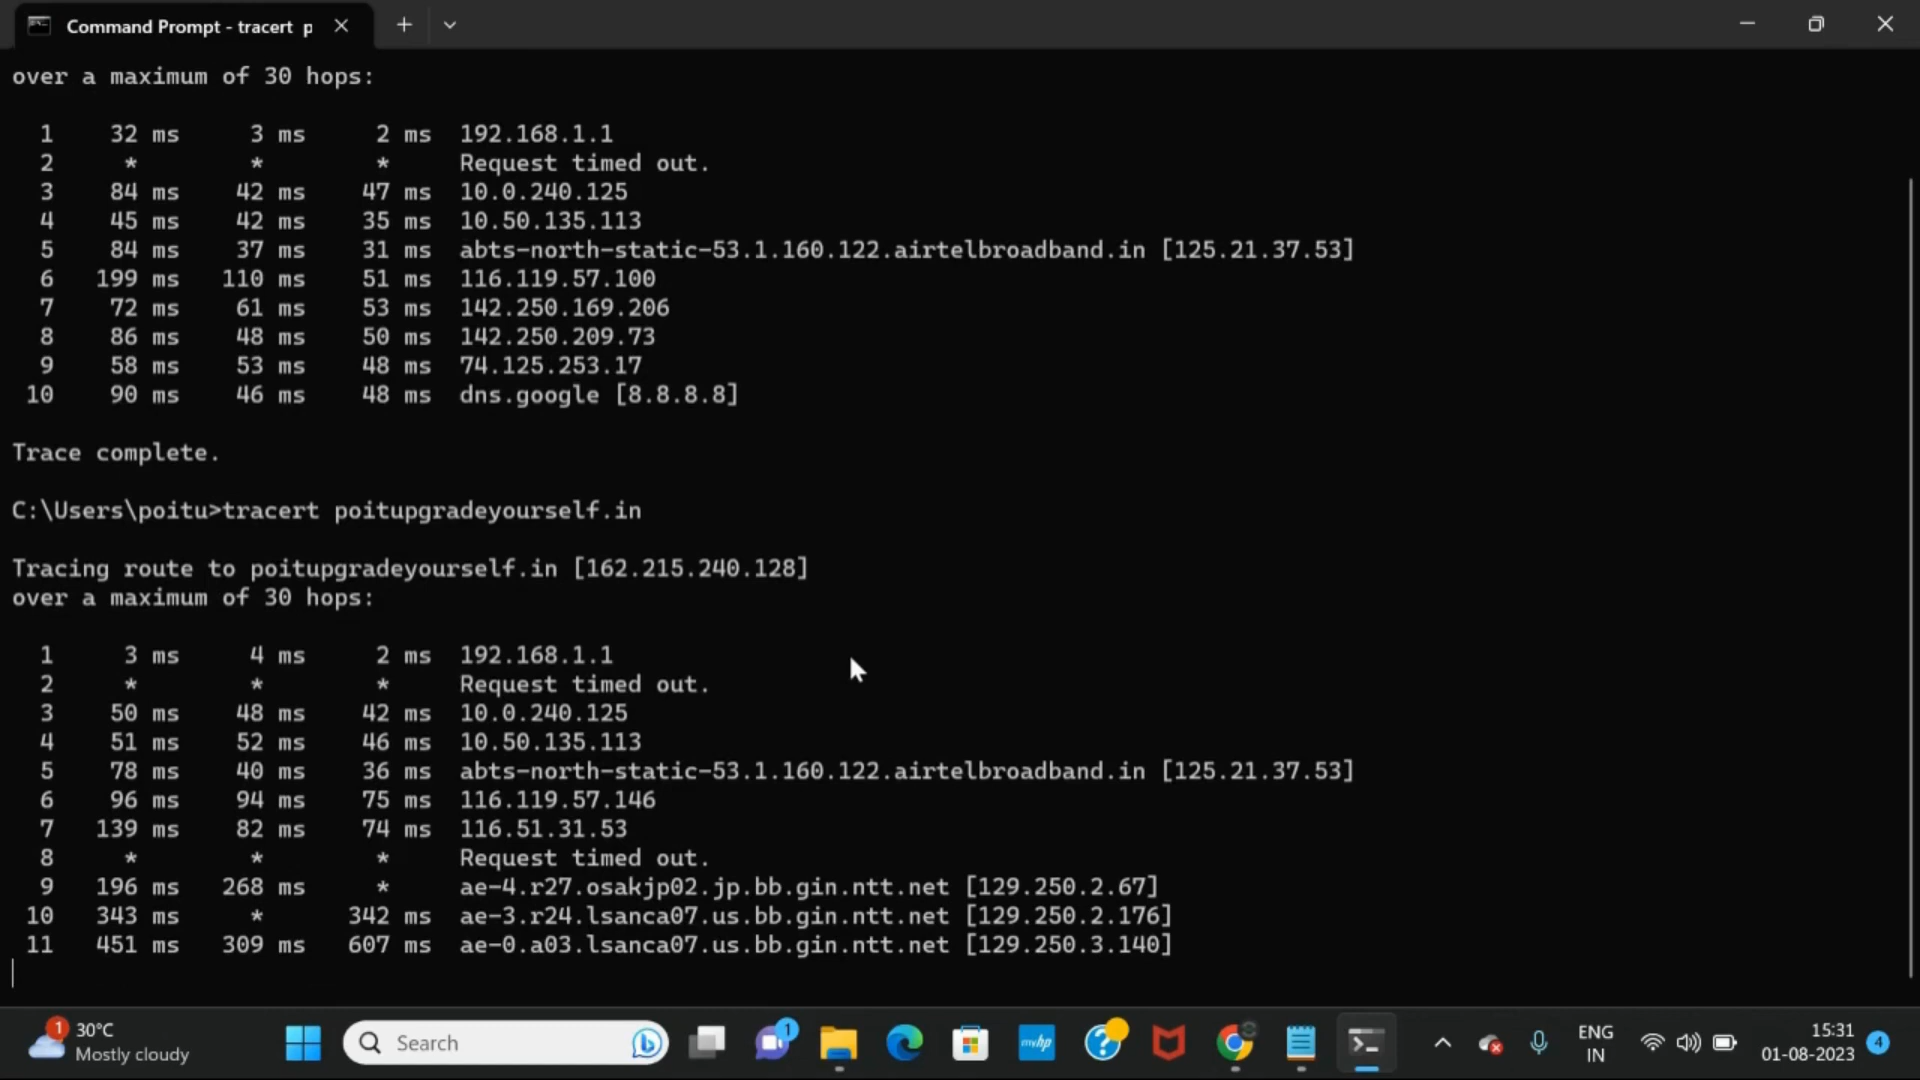 Command Prompt - tracert p
over a maximum of 30 hops:
1 32 ms 3 ms 2 ms 192.168.1.1
2 * * * Request timed out.
3 84 ms 42 ms 47 ms 10.0.240.125
4 45 ms 42 ms 35 ms 10.50.135.113
5 84 ms 37 ms 31 ms abts-north-static-53.1.160.122.airtelbroadband.in [125.21.37.53]
6 199 ms 110 ms 51 ms 116.119.57.100
7 72 ms 61 ms 53 ms 142.250.169.206
8 86 ms 48 ms 50 ms 142.250.209.73
9 58 ms 53 ms 48 ms 74.125.253.17
10 90 ms 46 ms 48 ms dns.google [8.8.8.8]
Trace complete.
C:\Users\poitu>tracert poitupgradeyourself.in
Tracing route to poitupgradeyourself.in [162.215.240.128]
over a maximum of 30 hops:
1 3 ms 4 ms 2 ms 192.168.1.1
2 * * * Request timed out.
3 50 ms 48 ms 42 ms 10.0.240.125
4 51 ms 52 ms 46 ms 10.50.135.113
5 78 ms 40 ms 36 ms abts-north-static-53.1.160.122.airtelbroadband.in [125.21.37.53]
6 96 ms 94 ms 75 ms 116.119.57.146
7 139 ms 82 ms 74 ms 116.51.31.53
8 * * * Request timed out.
9 196 ms 268 ms * ae-4.r27.osakjp02.jp.bb.gin.ntt.net [129.250.2.67]
10 343 ms * 342 ms ae-3.r24.lsanca07.us.bb.gin.ntt.net [129.250.2.176]
11 451 ms 309 ms 607 ms ae-0.a03.lsanca07.us.bb.gin.ntt.net [129.250.3.140]
1 30°C
Mostly cloudy
Search
1
myhp
ENG
IN
15:31
01-08-2023
4